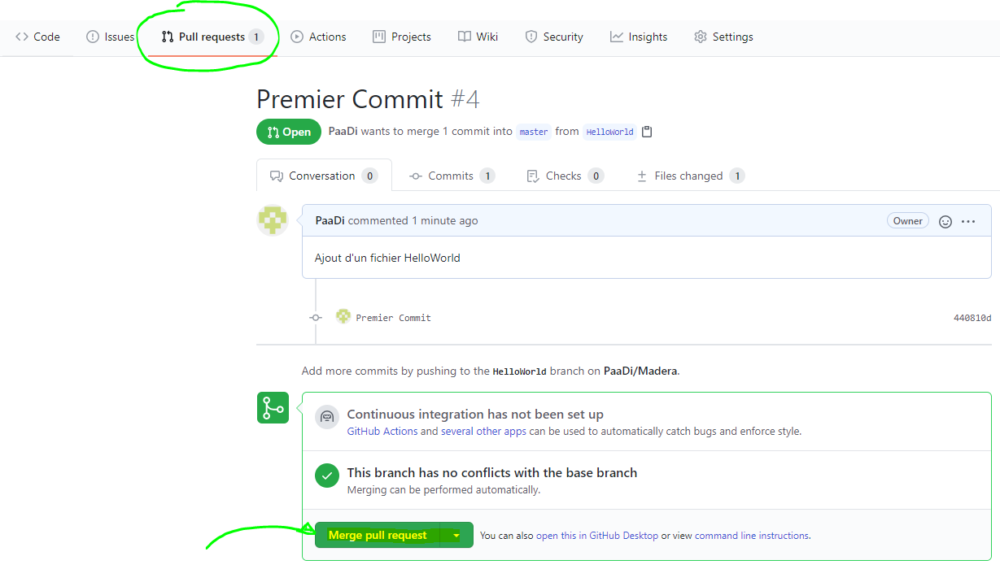 Code Issues Pull requests 1 Actions Projects Wiki Security Insights Settings
Premier Commit #4
Open PaaDi wants to merge 1 commit into master from HelloWorld
Conversation 0 Commits 1 Checks 0 Files changed 1
PaaDi commented 1 minute ago Owner
Ajout d'un fichier HelloWorld
Premier Commit 440810d
Add more commits by pushing to the HelloWorld branch on PaaDi/Madera.
Continuous integration has not been set up
GitHub Actions and several other apps can be used to automatically catch bugs and enforce style.
This branch has no conflicts with the base branch
Merging can be performed automatically.
Merge pull request You can also open this in GitHub Desktop or view command line instructions.